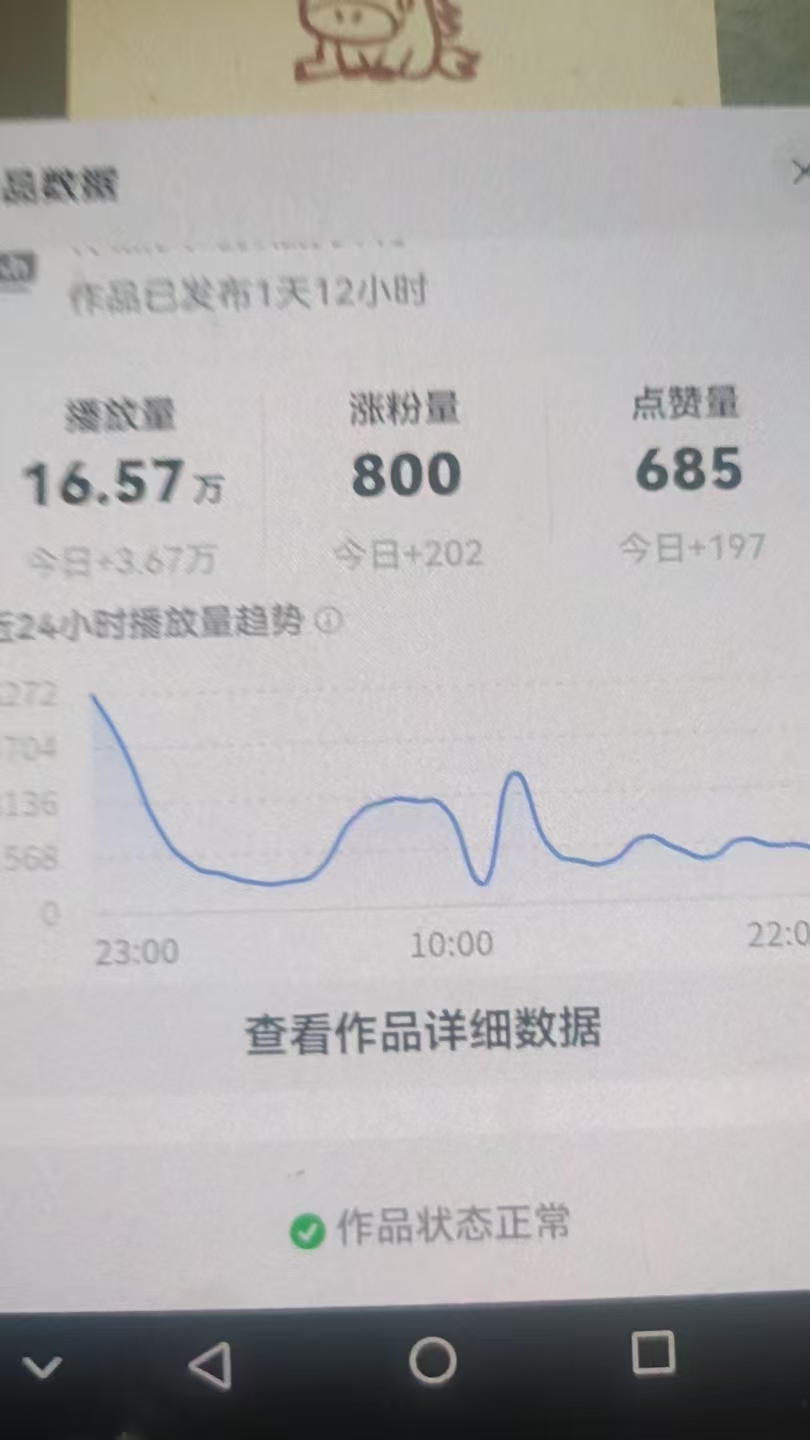 品数据
作品已发布1天12小时
播放量 涨粉量 点赞量
16.57万 800 685
今日+3.67万 今日+202 今日+197
近24小时播放量趋势
272
704
136
568
0
23:00 10:00 22:0
查看作品详细数据
作品状态正常